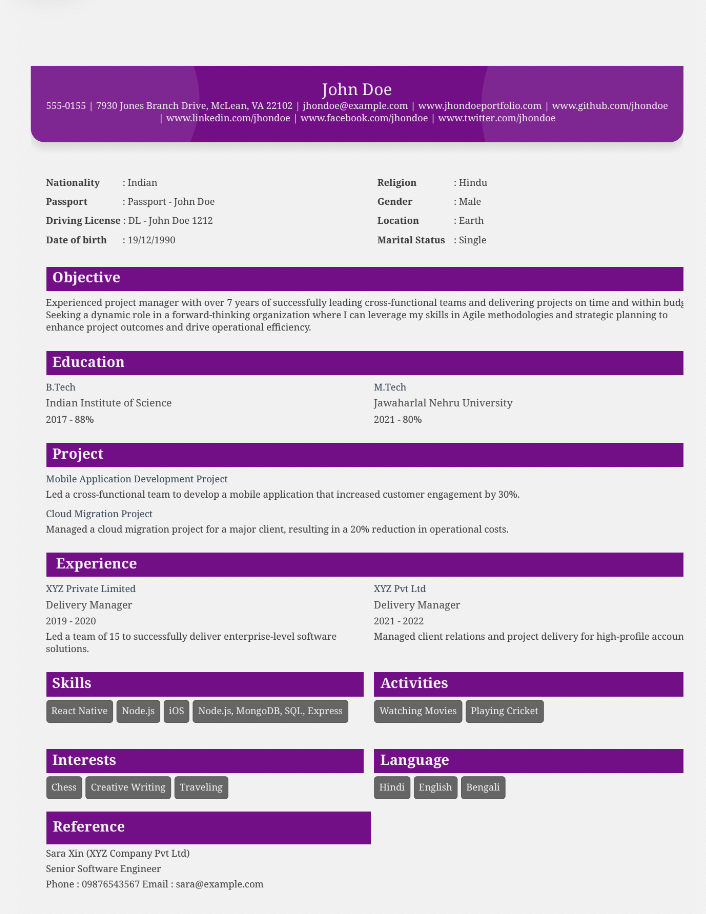 John Doe
555-0155 | 7930 Jones Branch Drive, McLean, VA 22102 | jhondoe@example.com | www.jhondoeportfolio.com | www.github.com/jhondoe
| www.linkedin.com/jhondoe | www.facebook.com/jhondoe | www.twitter.com/jhondoe
Nationality : Indian
Religion : Hindu
Passport : Passport - John Doe
Gender : Male
Driving License : DL - John Doe 1212
Location : Earth
Date of birth : 19/12/1990
Marital Status : Single
Objective
Experienced project manager with over 7 years of successfully leading cross-functional teams and delivering projects on time and within budg
Seeking a dynamic role in a forward-thinking organization where I can leverage my skills in Agile methodologies and strategic planning to
enhance project outcomes and drive operational efficiency.
Education
B.Tech
Indian Institute of Science
2017 - 88%
M.Tech
Jawaharlal Nehru University
2021 - 80%
Project
Mobile Application Development Project
Led a cross-functional team to develop a mobile application that increased customer engagement by 30%.
Cloud Migration Project
Managed a cloud migration project for a major client, resulting in a 20% reduction in operational costs.
Experience
XYZ Private Limited
Delivery Manager
2019 - 2020
Led a team of 15 to successfully deliver enterprise-level software
solutions.
XYZ Pvt Ltd
Delivery Manager
2021 - 2022
Managed client relations and project delivery for high-profile accoun
Skills
React Native Node.js iOS Node.js, MongoDB, SQL, Express
Activities
Watching Movies Playing Cricket
Interests
Chess Creative Writing Traveling
Language
Hindi English Bengali
Reference
Sara Xin (XYZ Company Pvt Ltd)
Senior Software Engineer
Phone : 09876543567 Email : sara@example.com